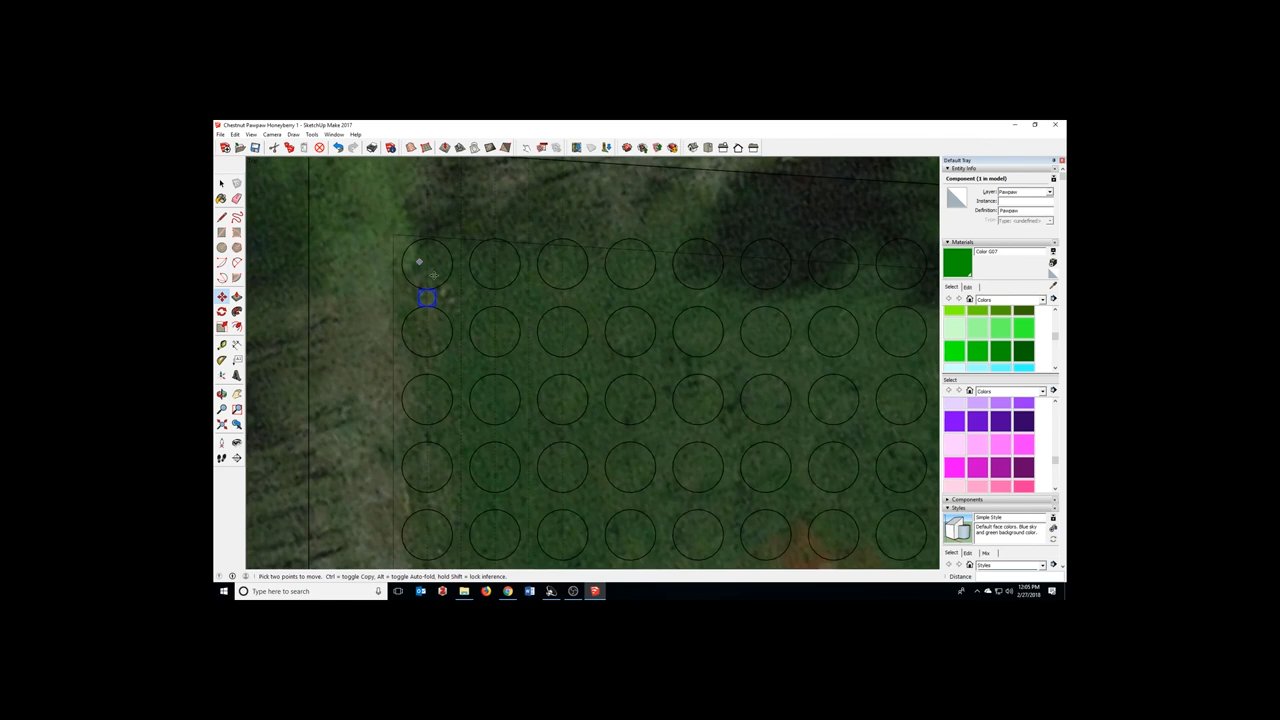 Chestnut Pawpaw Honeyberry 1 - SketchUp Make 2017
File Edit View Camera Draw Tools Window Help
Default Tray
Entity Info
Component (1 in model)
Layer: Pawpaw
Instance:
Definition: Pawpaw
Type: Type: <undefined>
Materials
Color G07
Select Edit
Colors
Select
Colors
Components
Styles
Simple Style
Default face colors. Blue sky
and green background color.
Select Edit Mix
Styles
Pick two points to move. Ctrl = toggle Copy, Alt = toggle Auto-fold, hold Shift = lock inference.
Distance
Type here to search
12:05 PM
2/27/2018